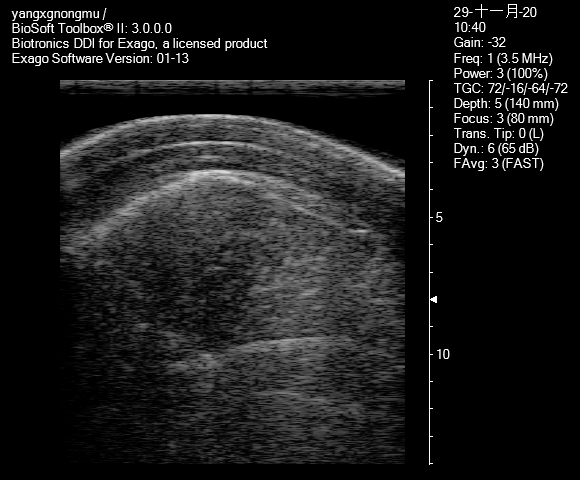 yangxgnongmu /
BioSoft Toolbox® II: 3.0.0.0
Biotronics DDI for Exago, a licensed product
Exago Software Version: 01-13
29-十一月-20
10:40
Gain: -32
Freq: 1 (3.5 MHz)
Power: 3 (100%)
TGC: 72/-16/-64/-72
Depth: 5 (140 mm)
Focus: 3 (80 mm)
Trans. Tip: 0 (L)
Dyn.: 6 (65 dB)
FAvg: 3 (FAST)
5
10